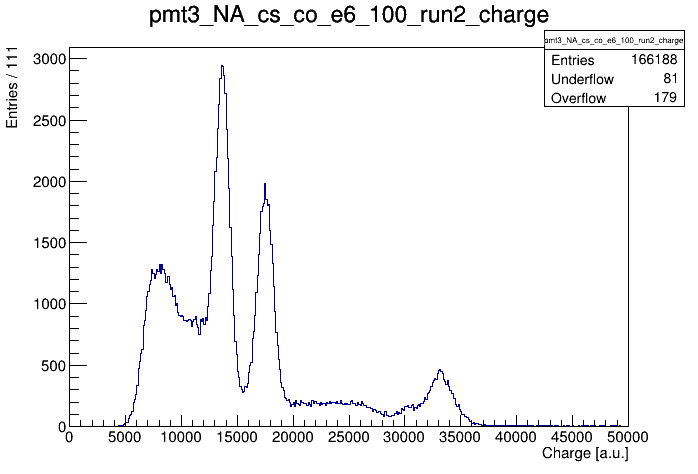 pmt3_NA_cs_co_e6_100_run2_charge
pmt3_NA_cs_co_e6_100_run2_charge
Entries 166188
Underflow 81
Overflow 179
Entries / 111
3000
2500
2000
1500
1000
500
0
0 5000 10000 15000 20000 25000 30000 35000 40000 45000 50000
Charge [a.u.]